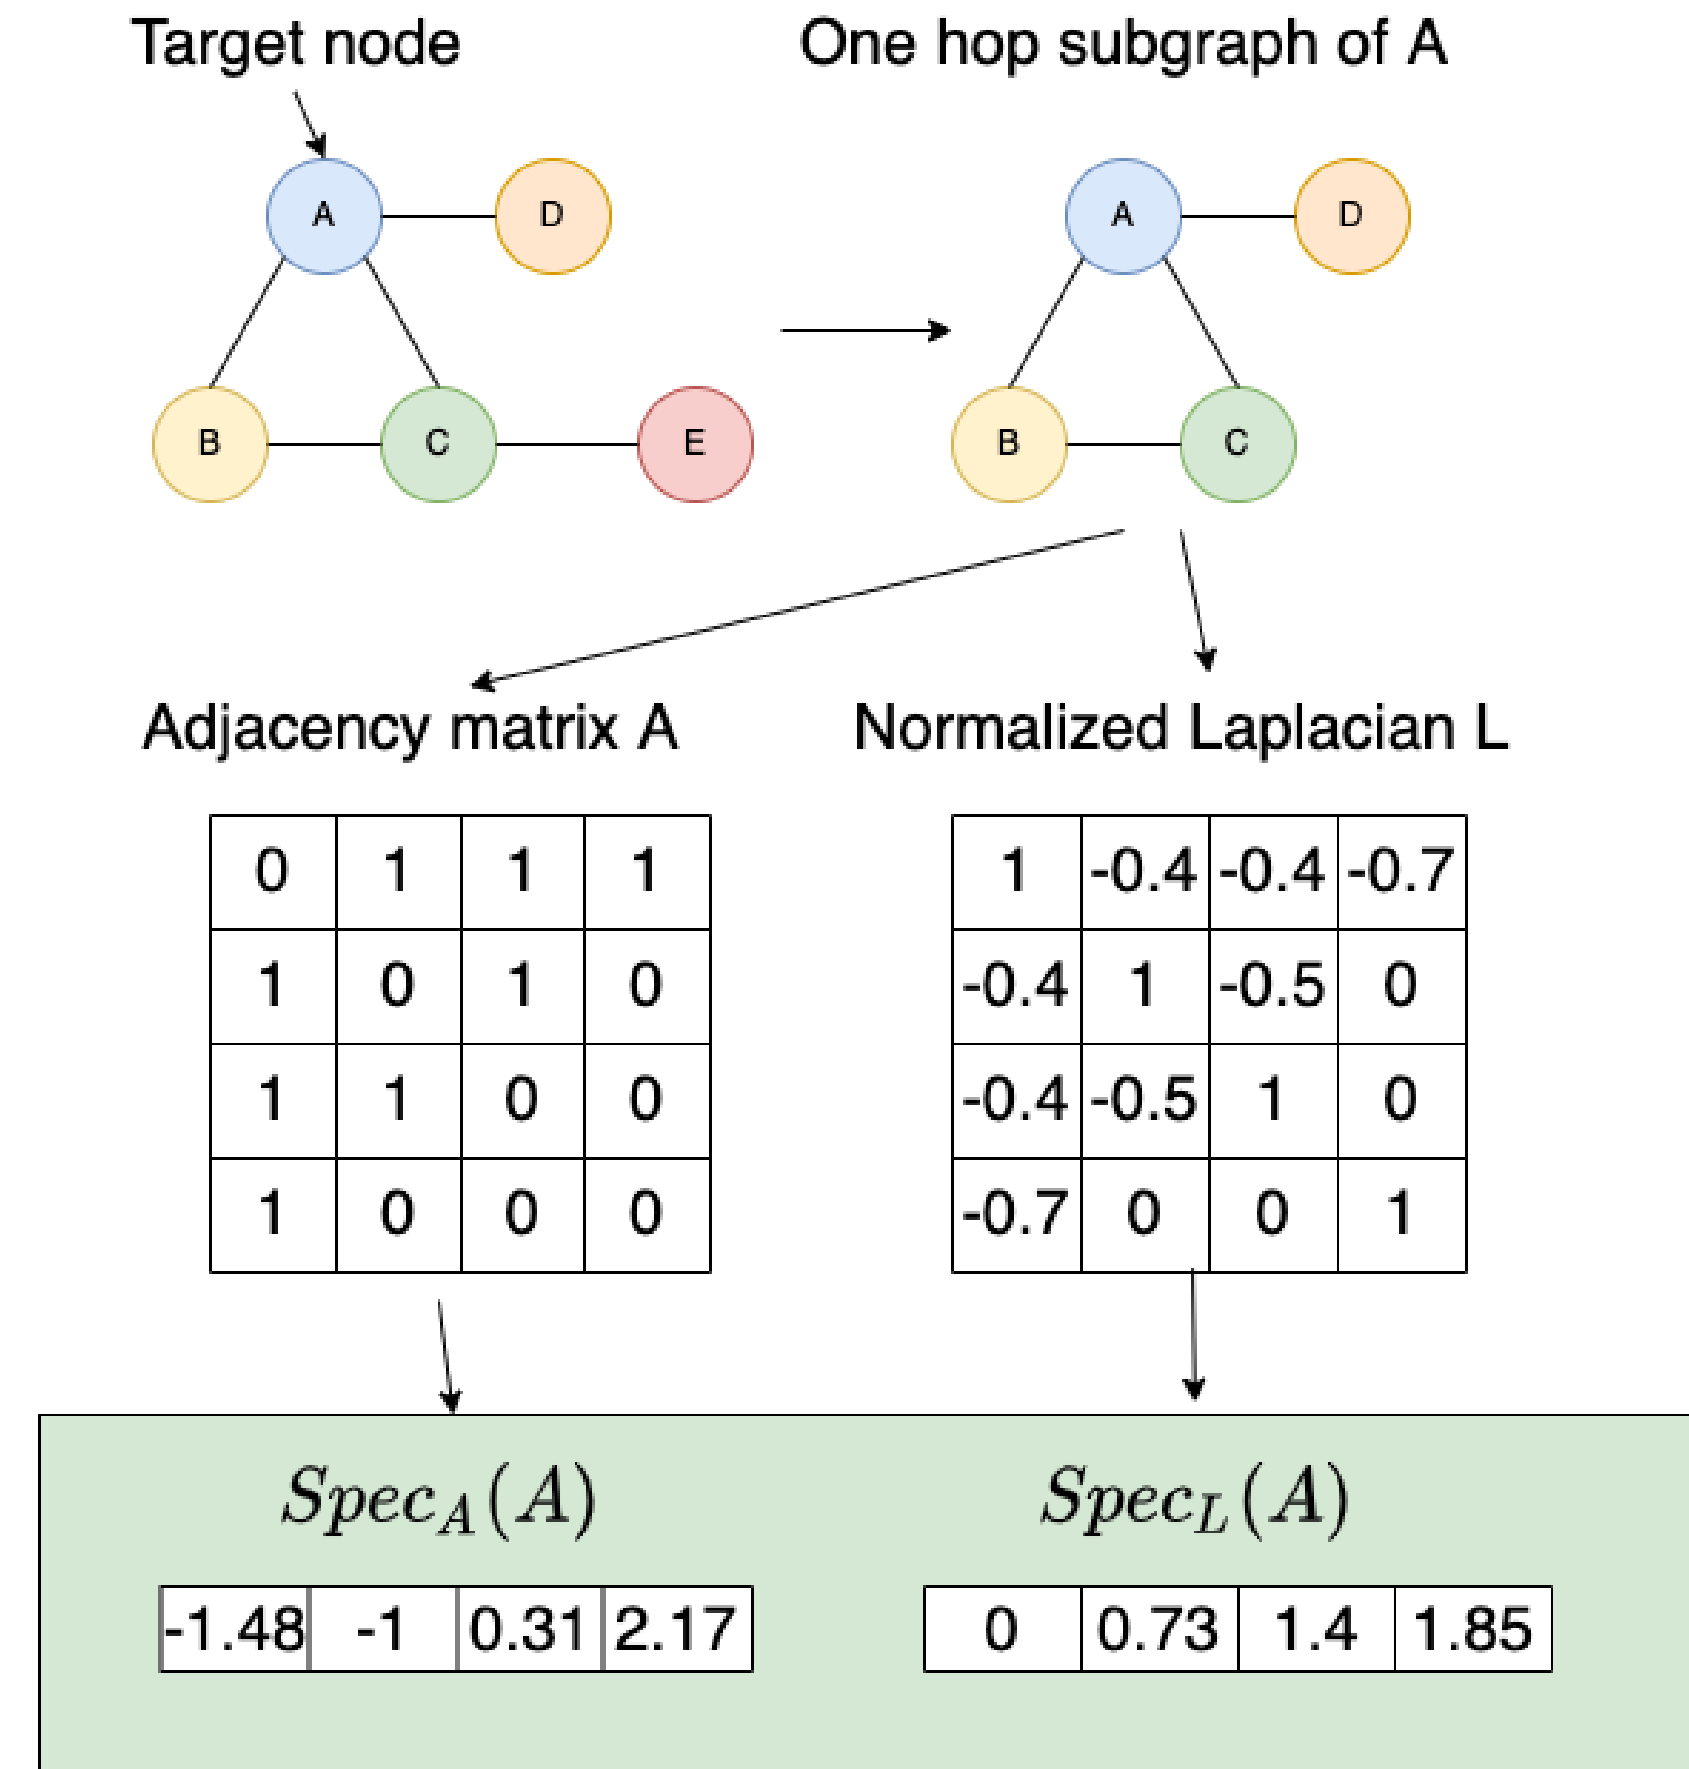 Target node
One hop subgraph of A
A
D
B
C
E
A
D
B
C
Adjacency matrix A
0 1 1 1
1 0 1 0
1 1 0 0
1 0 0 0
Normalized Laplacian L
1 -0.4 -0.4 -0.7
-0.4 1 -0.5 0
-0.4 -0.5 1 0
-0.7 0 0 1
Spec_A(A)
-1.48 -1 0.31 2.17
Spec_L(A)
0 0.73 1.4 1.85